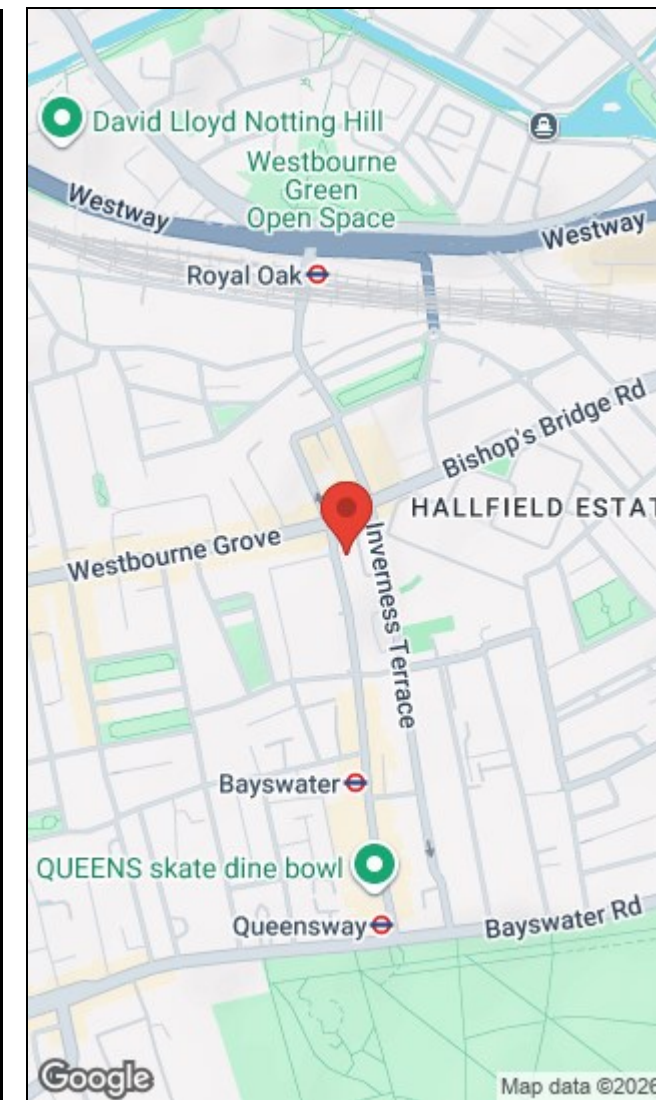 David Lloyd Notting Hill
Westbourne
Green
Open Space
Westway
Westway
Royal Oak
Bishop's Bridge Rd
HALLFIELD ESTAT
Westbourne Grove
Inverness Terrace
Bayswater
QUEENS skate dine bowl
Queensway
Bayswater Rd
Google
Map data ©2026